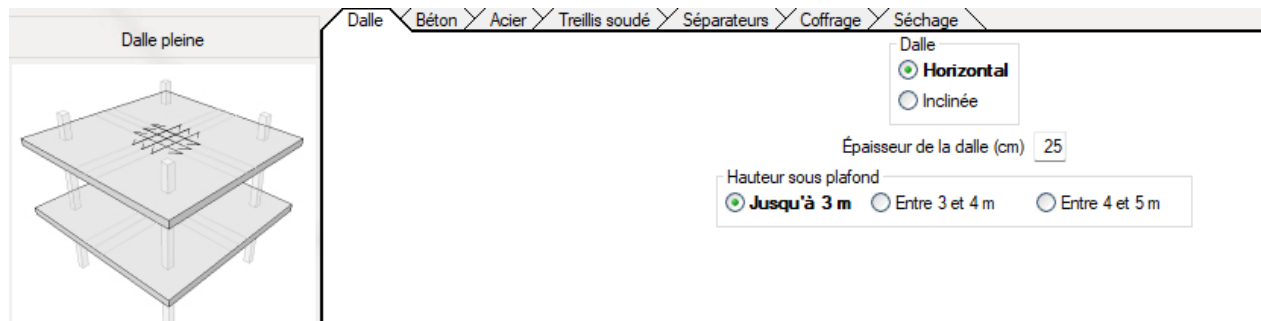 Dalle pleine
Dalle Béton Acier Treillis soudé Séparateurs Coffrage Séchage
Dalle
Horizontal
Inclinée
Épaisseur de la dalle (cm) 25
Hauteur sous plafond
Jusqu'à 3 m Entre 3 et 4 m Entre 4 et 5 m